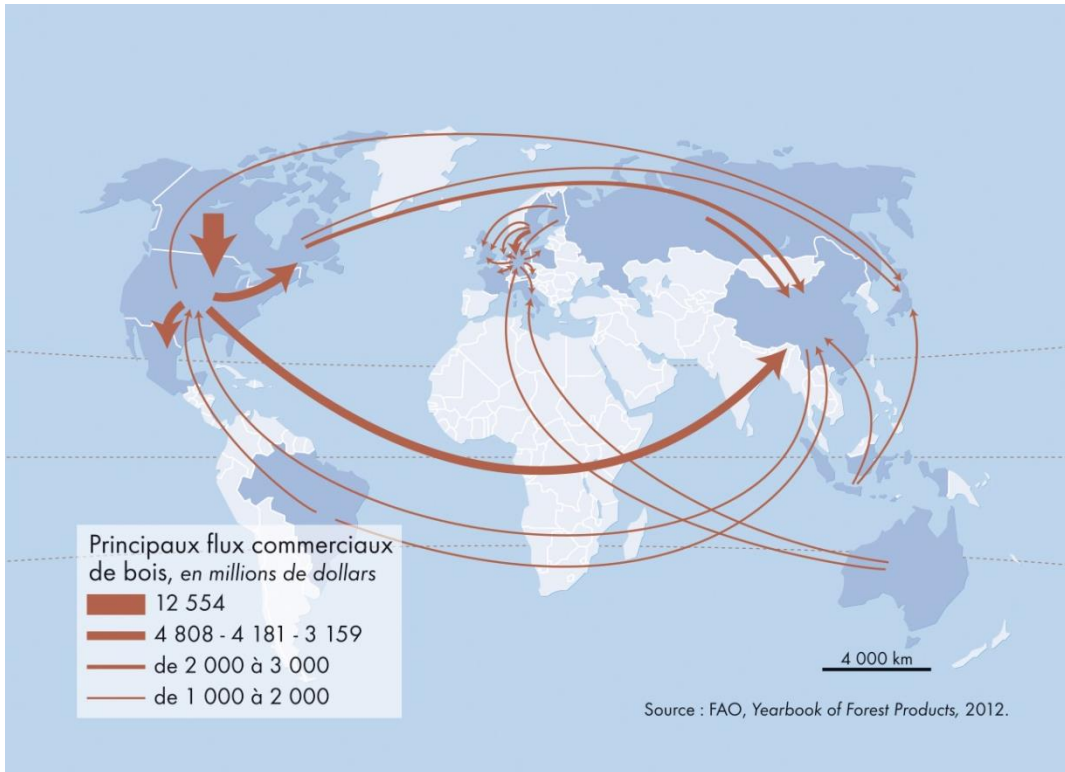 Principaux flux commerciaux
de bois, en millions de dollars
12 554
4 808 - 4 181 - 3 159
de 2 000 à 3 000
de 1 000 à 2 000
4 000 km
Source : FAO, Yearbook of Forest Products, 2012.